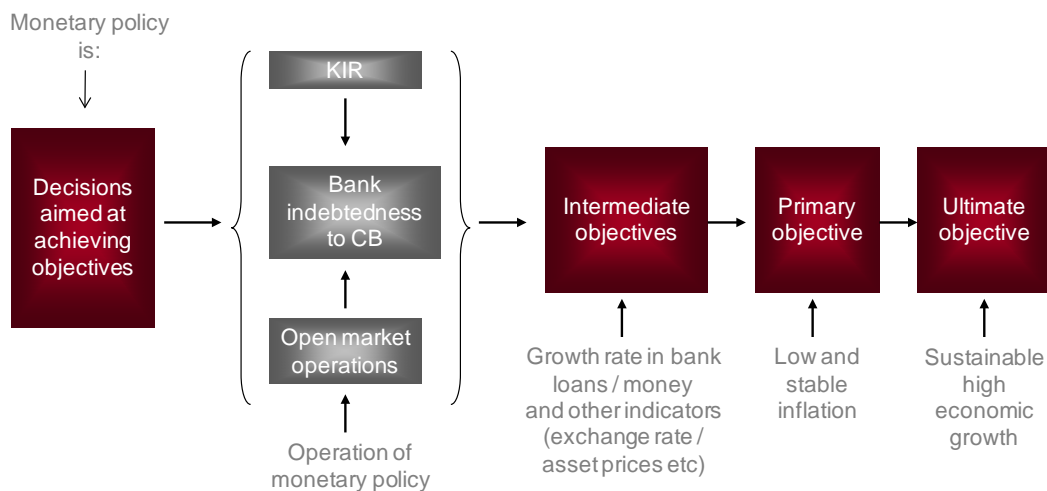 Monetary policy
is:
Decisions
aimed at
achieving
objectives
KIR
Bank
indebtedness
to CB
Open market
operations
Operation of
monetary policy
Intermediate
objectives
Growth rate in bank
loans / money
and other indicators
(exchange rate /
asset prices etc)
Primary
objective
Low and
stable
inflation
Ultimate
objective
Sustainable
high
economic
growth